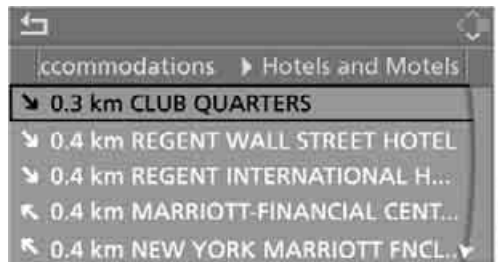 ccommodations Hotels and Motels
0.3 km CLUB QUARTERS
0.4 km REGENT WALL STREET HOTEL
0.4 km REGENT INTERNATIONAL H...
0.4 km MARRIOTT-FINANCIAL CENT...
0.4 km NEW YORK MARRIOTT FNCL..